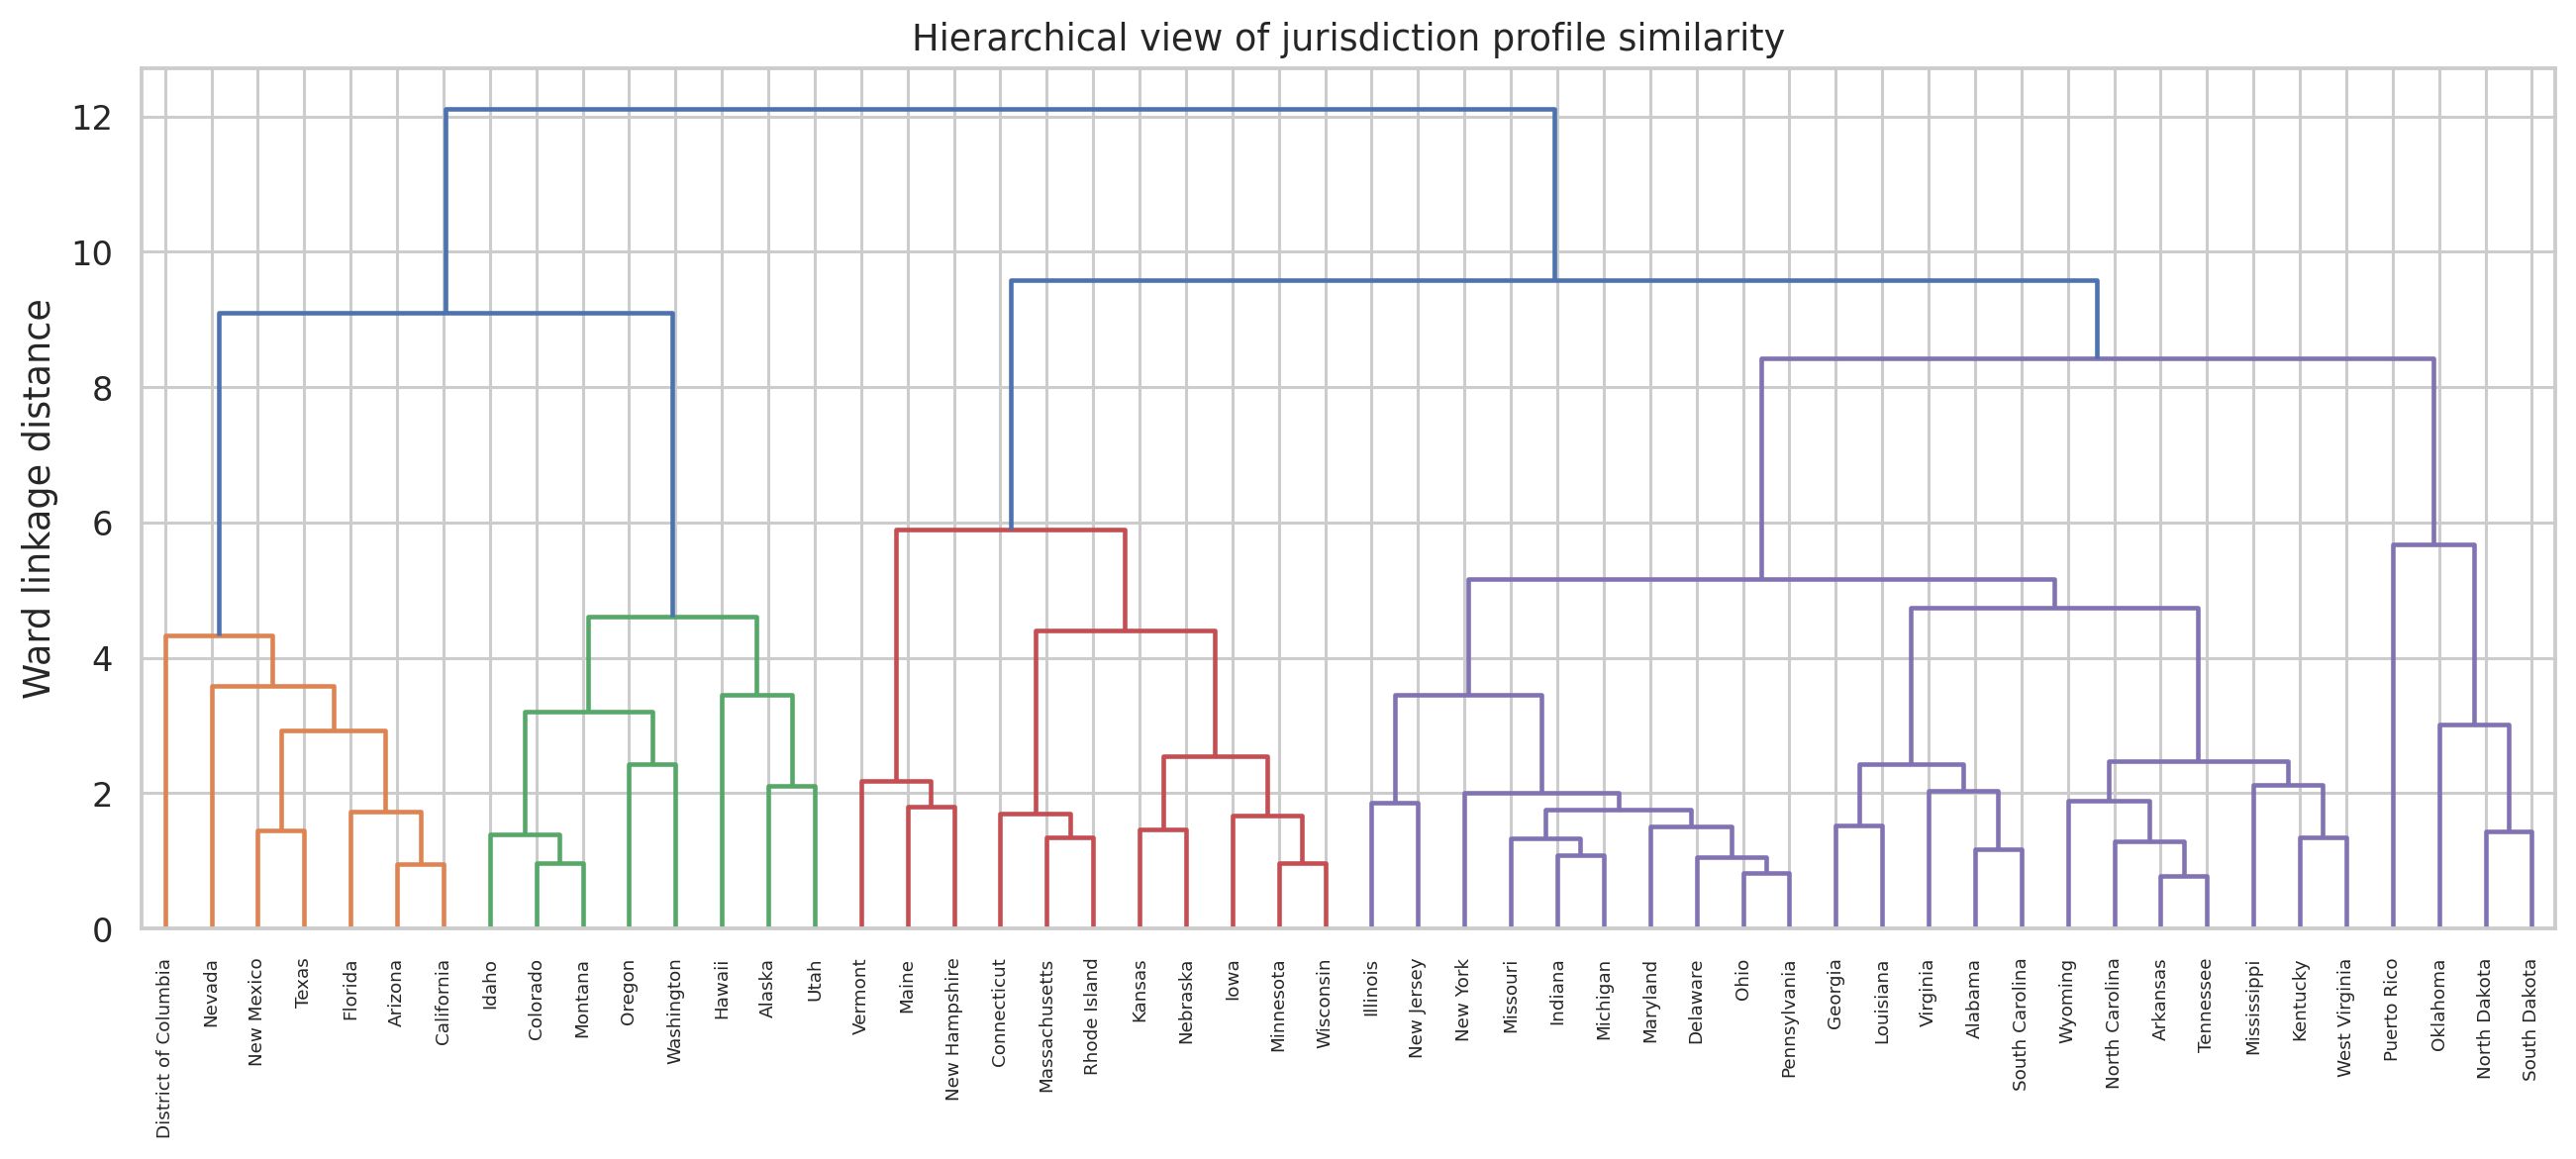 Hierarchical view of jurisdiction profile similarity
Ward linkage distance
12
10
8
6
4
2
0
District of Columbia
Nevada
New Mexico
Texas
Florida
Arizona
California
Idaho
Colorado
Montana
Oregon
Washington
Hawaii
Alaska
Utah
Vermont
Maine
New Hampshire
Connecticut
Massachusetts
Rhode Island
Kansas
Nebraska
Iowa
Minnesota
Wisconsin
Illinois
New Jersey
New York
Missouri
Indiana
Michigan
Maryland
Delaware
Ohio
Pennsylvania
Georgia
Louisiana
Virginia
Alabama
South Carolina
Wyoming
North Carolina
Arkansas
Tennessee
Mississippi
Kentucky
West Virginia
Puerto Rico
Oklahoma
North Dakota
South Dakota